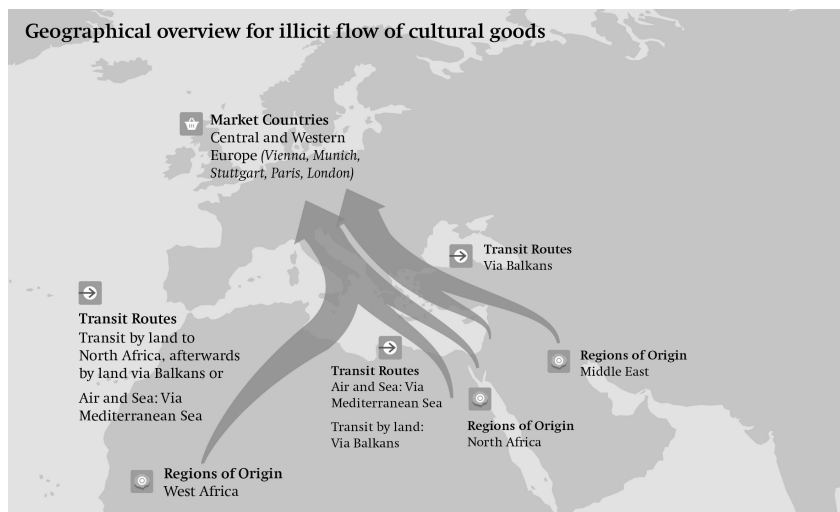 Geographical overview for illicit flow of cultural goods
Market Countries
Central and Western
Europe (Vienna, Munich,
Stuttgart, Paris, London)
Transit Routes
Via Balkans
Transit Routes
Transit by land to
North Africa, afterwards
by land via Balkans or
Air and Sea: Via
Mediterranean Sea
Transit Routes
Air and Sea: Via
Mediterranean Sea
Transit by land:
Via Balkans
Regions of Origin
Middle East
Regions of Origin
North Africa
Regions of Origin
West Africa